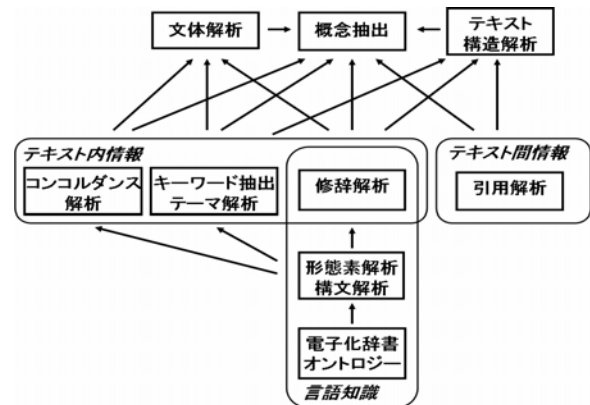 文体解析
概念抽出
テキスト
構造解析
テキスト内情報
テキスト間情報
コンコルダンス
解析
キーワード抽出
テーマ解析
修辞解析
引用解析
形態素解析
構文解析
電子化辞書
オントロジー
言語知識